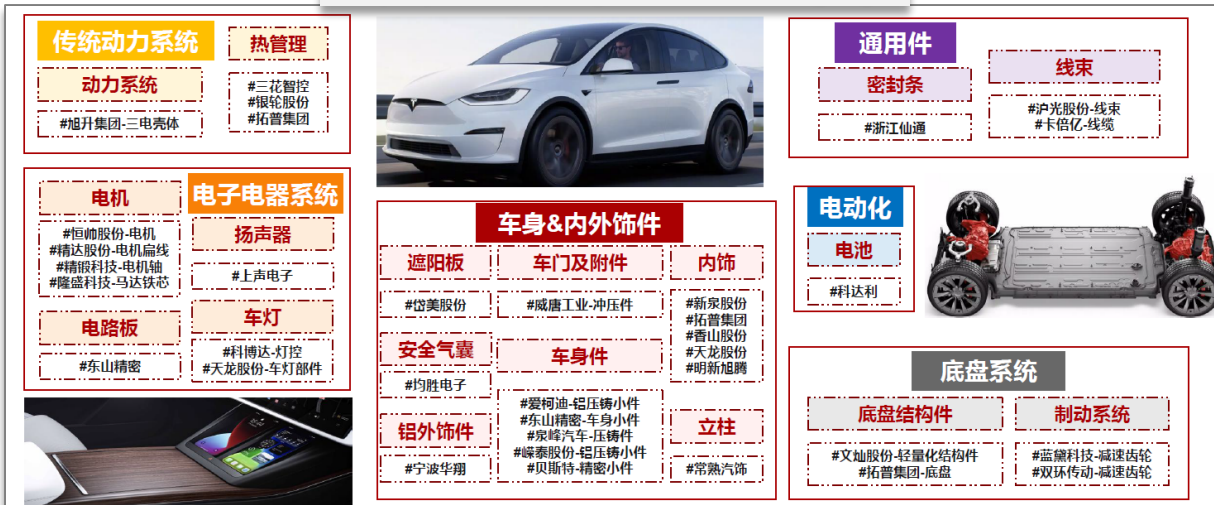 传统动力系统
热管理
动力系统
#三花智控
#银轮股份
#拓普集团
#旭升集团-三电壳体
电机
电子电器系统
#恒帅股份-电机
#精达股份-电机扁线
#精锻科技-电机轴
#隆盛科技-马达铁芯
扬声器
#上声电子
电路板
#东山精密
车灯
#科博达-灯控
#天龙股份-车灯部件
车身&内外饰件
遮阳板
#岱美股份
安全气囊
#均胜电子
铝外饰件
#宁波华翔
车门及附件
#威唐工业-冲压件
车身件
#爱柯迪-铝压铸小件
#东山精密-车身小件
#泉峰汽车-压铸件
#嵘泰股份-铝压铸小件
#贝斯特-精密小件
内饰
#新泉股份
#拓普集团
#香山股份
#天龙股份
#明新旭腾
立柱
#常熟汽饰
通用件
密封条
#浙江仙通
线束
#沪光股份-线束
#卡倍亿-线缆
电动化
电池
#科达利
底盘系统
底盘结构件
#文灿股份-轻量化结构件
#拓普集团-底盘
制动系统
#蓝黛科技-减速齿轮
#双环传动-减速齿轮